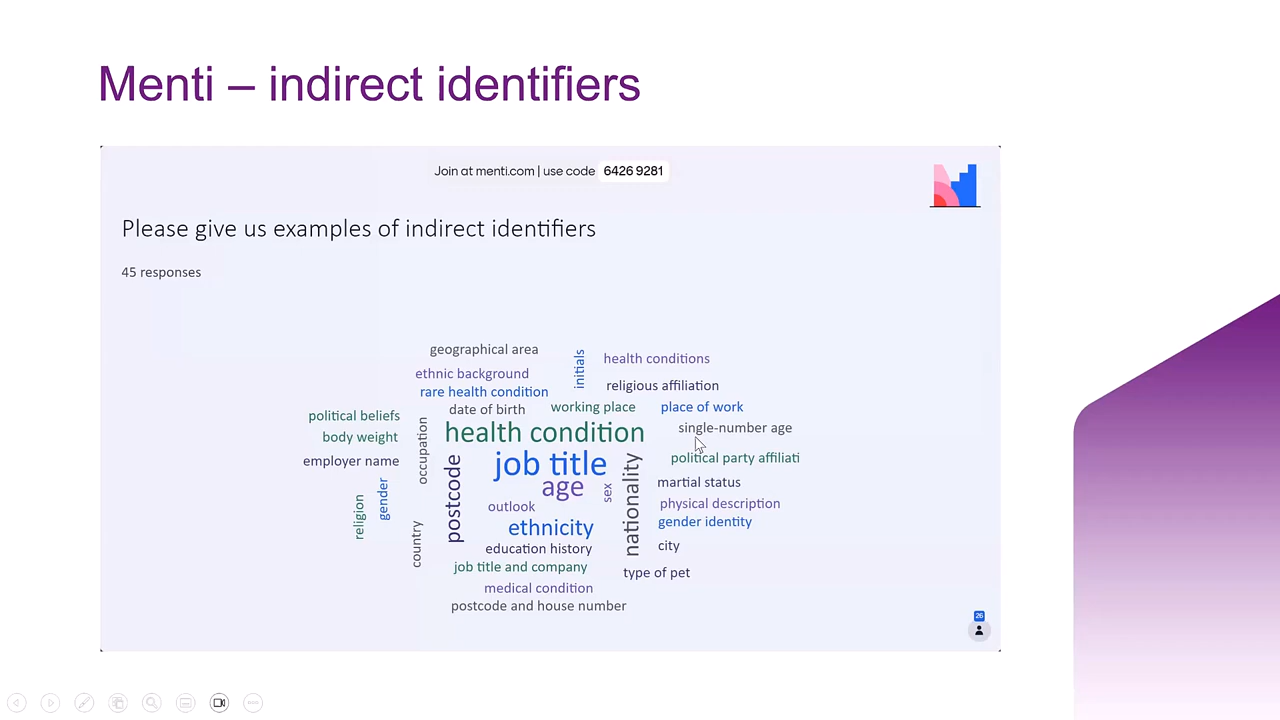 Menti – indirect identifiers
Join at menti.com | use code 6426 9281
Please give us examples of indirect identifiers
45 responses
geographical area
initials
health conditions
ethnic background
religious affiliation
rare health condition
date of birth
working place
place of work
political beliefs
single-number age
body weight
occupation
health condition
employer name
job title
political party affiliati
postcode
age
sex
nationality
martial status
religion
gender
outlook
physical description
ethnicity
gender identity
country
education history
city
job title and company
type of pet
medical condition
postcode and house number
26